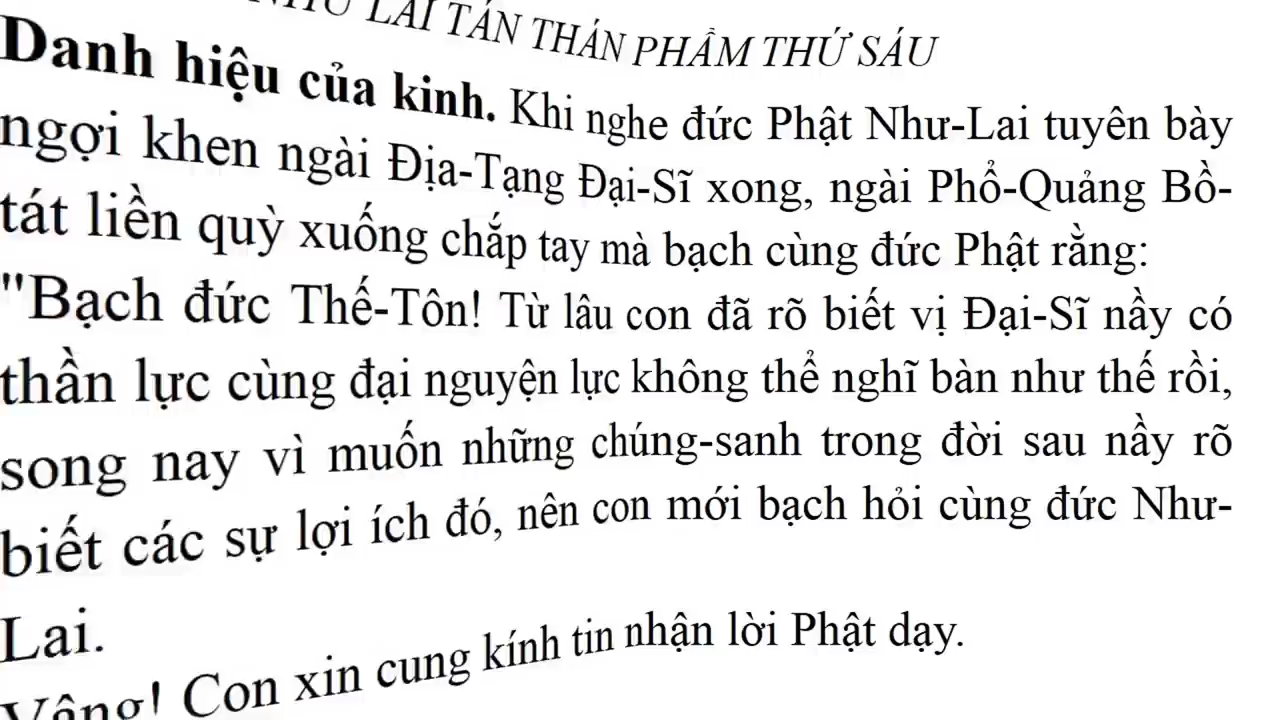 NHƯ LAI TÁN THÁN PHẨM THỨ SÁU
Danh hiệu của kinh. Khi nghe đức Phật Như-Lai tuyên bày
ngợi khen ngài Địa-Tạng Đại-Sĩ xong, ngài Phổ-Quảng Bồ-
tát liền quỳ xuống chắp tay mà bạch cùng đức Phật rằng:
"Bạch đức Thế-Tôn! Từ lâu con đã rõ biết vị Đại-Sĩ nầy có
thần lực cùng đại nguyện lực không thể nghĩ bàn như thế rồi,
song nay vì muốn những chúng-sanh trong đời sau nầy rõ
biết các sự lợi ích đó, nên con mới bạch hỏi cùng đức Như-
Lai.
Vâng! Con xin cung kính tin nhận lời Phật dạy.